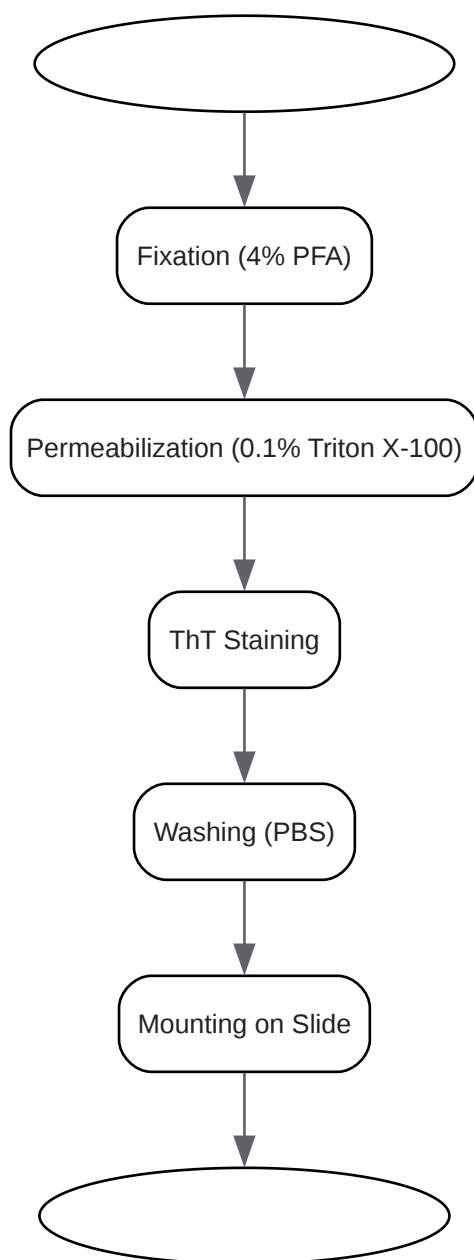 Fixation (4% PFA)
Permeabilization (0.1% Triton X-100)
ThT Staining
Washing (PBS)
Mounting on Slide